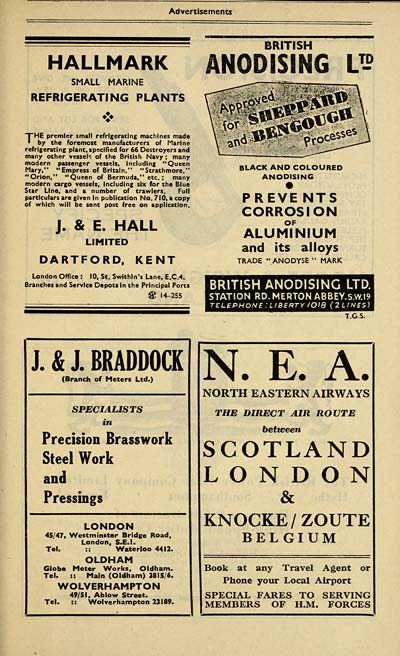 Advertisements
HALLMARK
SMALL MARINE
REFRIGERATING PLANTS
THE premier small refrigerating machines made
by the foremost manufacturers of Marine
refrigerating plant, specified for 66 Destroyers and
many other vessels of the British Navy; many
modern passenger vessels, including "Queen
Mary," "Empress of Britain," "Strathmore,"
"Orion," "Queen of Bermuda," etc.; many
modern cargo vessels, including six for the Blue
Star Line, and a number of trawlers. Full
particulars are given in publication No. 710, a copy
of which will be sent post free on application.
J. & E. HALL
LIMITED
DARTFORD, KENT
London Office: 10, St. Swithin's Lane, E.C.4.
Branches and Service Depots in the Principal Ports
14-255
BRITISH
ANODISING LTD
Approved
for SHEPPARD
and BENGOUGH
Processes
BLACK AND COLOURED
ANODISING
PREVENTS
CORROSION
OF
ALUMINIUM
and its alloys
TRADE "ANODYSE" MARK
BRITISH ANODISING LTD.
STATION RD. MERTON ABBEY. S.W.19
TELEPHONE: LIBERTY 1018 (2 LINES)
T.G.S.
J. & J. BRADDOCK
(Branch of Meters Ltd.)
SPECIALISTS
in
Precision Brasswork
Steel Work
and
Pressings
LONDON
45/47, Westminster Bridge Road,
London, S.E.I.
Tel. :: Waterloo 4412.
OLDHAM
Globe Meter Works, Oldham.
Tel. :: Main (Oldham) 3815/6.
WOLVERHAMPTON
49/51, Ablow Street.
Tel. :: Wolverhampton 23189.
N. E. A.
NORTH EASTERN AIRWAYS
THE DIRECT AIR ROUTE
between
SCOTLAND
LONDON
&
KNOCKE/ZOUTE
BELGIUM
Book at any Travel Agent or
Phone your Local Airport
SPECIAL FARES TO SERVING
MEMBERS OF H.M. FORCES